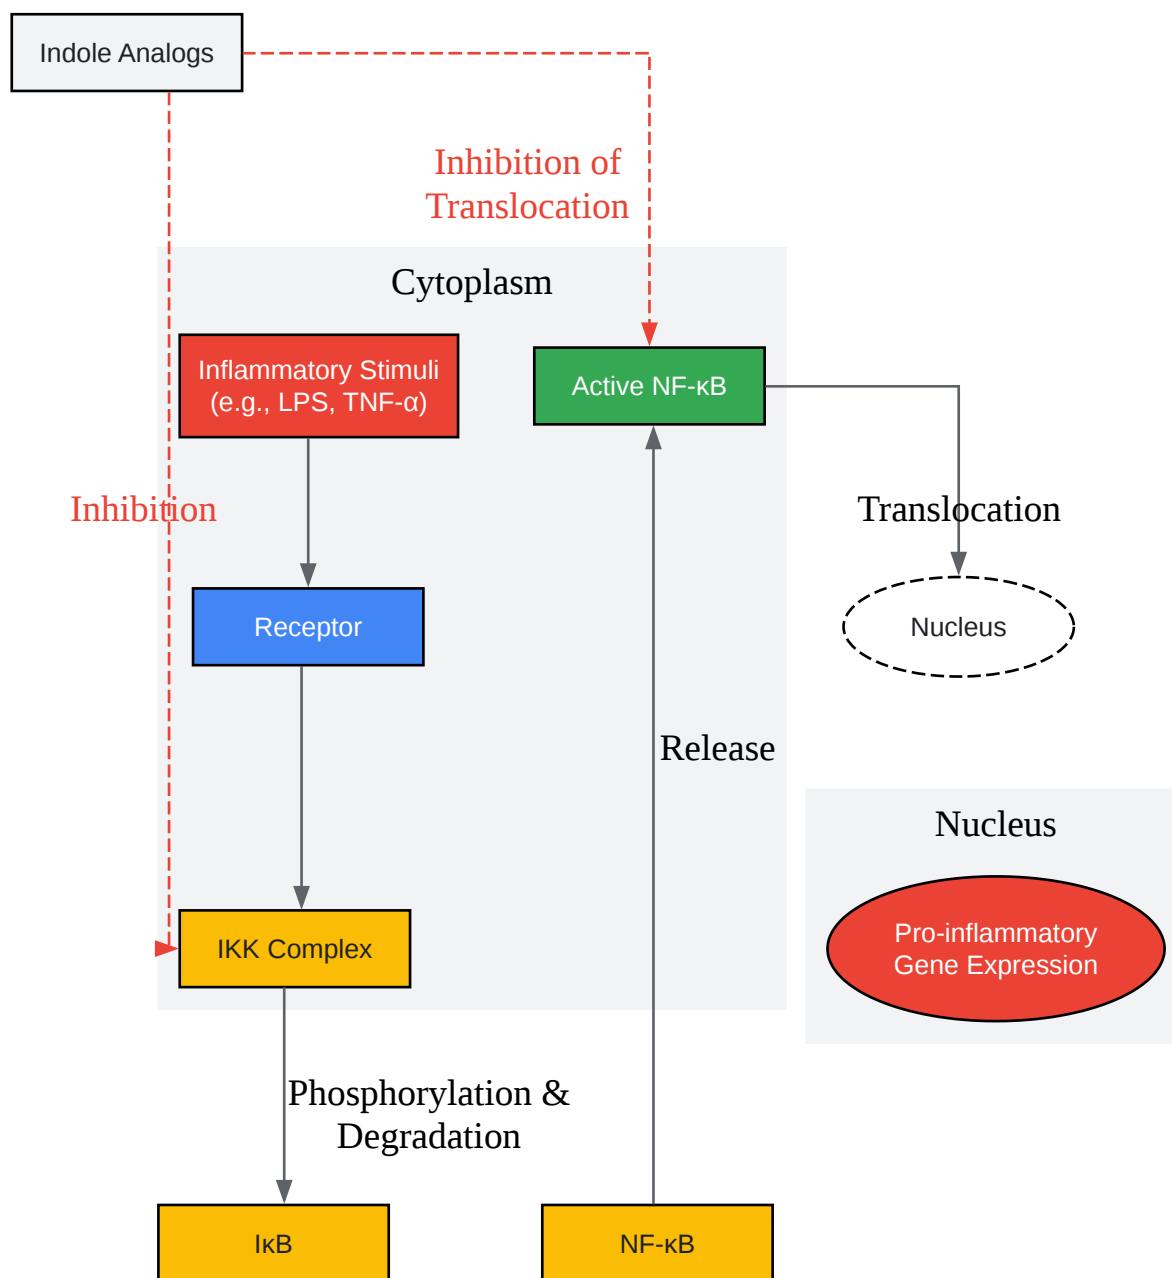 Indole Analogs
Inhibition of
Translocation
Cytoplasm
Inflammatory Stimuli
(e.g., LPS, TNF-α)
Active NF-κB
Inhibition
Translocation
Receptor
Nucleus
Release
Nucleus
Pro-inflammatory
Gene Expression
IKK Complex
Phosphorylation &
Degradation
IκB
NF-κB